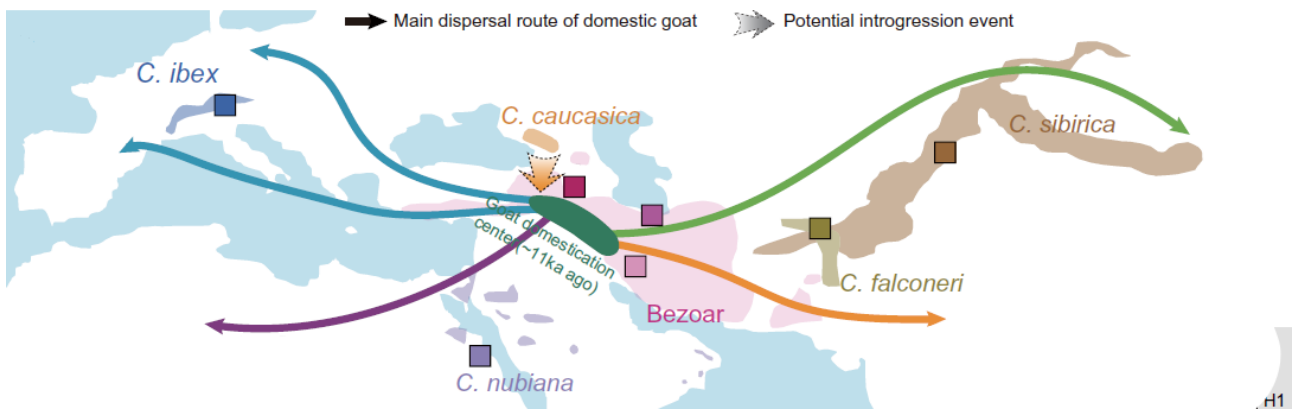 Main dispersal route of domestic goat
Potential introgression event
C. ibex
C. caucasica
C. sibirica
Goat domestication
center(~11ka ago)
C. falconeri
Bezoar
C. nubiana
H1